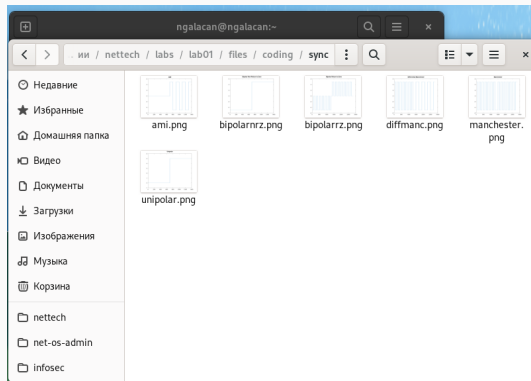 ngalacan@ngalacan:~
ии / nettech / labs / lab01 / files / coding / sync
Недавние
Избранные
Домашняя папка
Видео
Документы
Загрузки
Изображения
Музыка
Корзина
nettech
net-os-admin
infosec
ami.png
bipolarnrz.png
bipolarrz.png
diffmanc.png
manchester.
png
unipolar.png